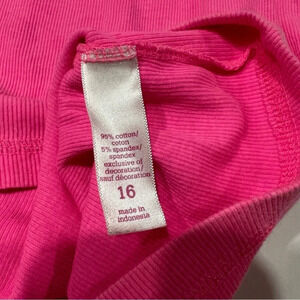 95% cotton/
coton
5% spandex/
spandex
exclusive of
decoration/
sauf décoration
16
made in
indonesia